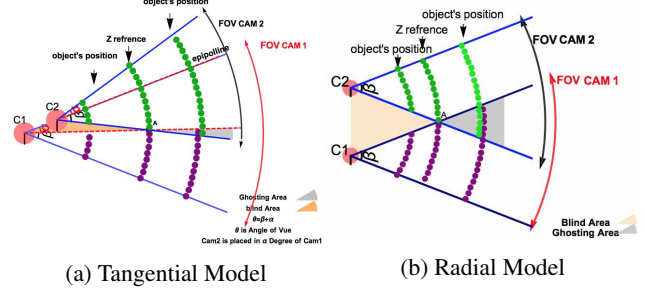 object's position
Z refrence
object's position
FOV CAM 2
FOV CAM 1
epipolline
C1
C2
β
α
β
A
Ghosting Area
blind Area
θ=β+α
θ is Angle of Vue
Cam2 is placed in α Degree of Cam1
(a) Tangential Model
object's position
Z refrence
object's position
FOV CAM 2
FOV CAM 1
C2
β
A
C1
β
Blind Area
Ghosting Area
(b) Radial Model